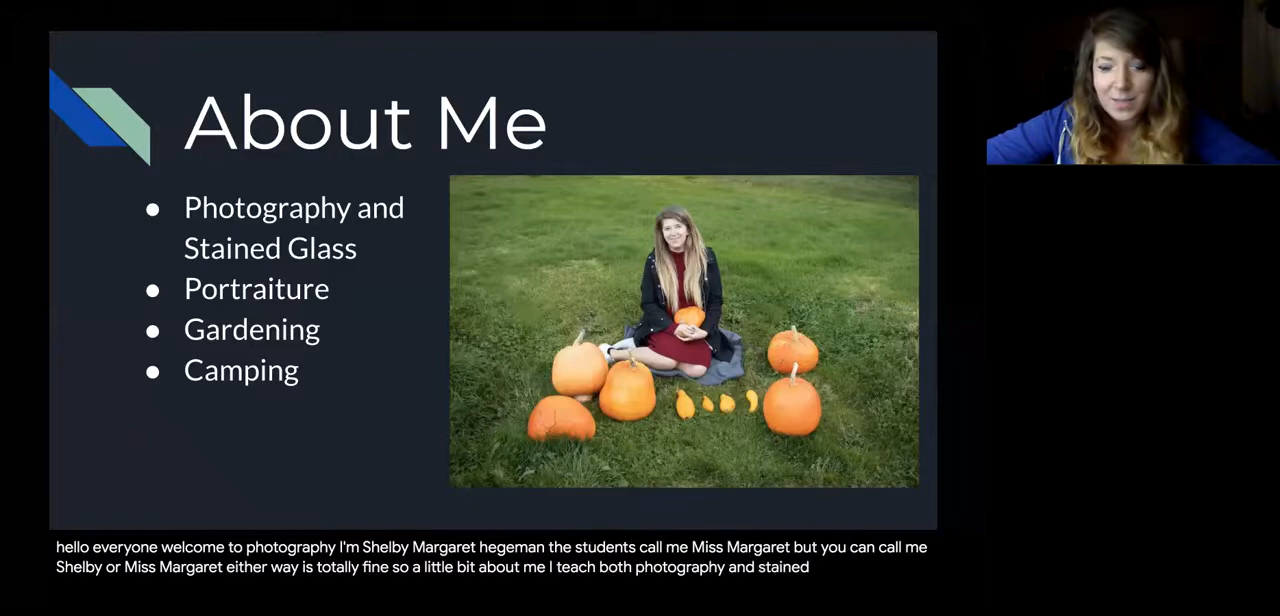 About Me
Photography and
Stained Glass
Portraiture
Gardening
Camping
hello everyone welcome to photography I'm Shelby Margaret hegeman the students call me Miss Margaret but you can call me
Shelby or Miss Margaret either way is totally fine so a little bit about me I teach both photography and stained